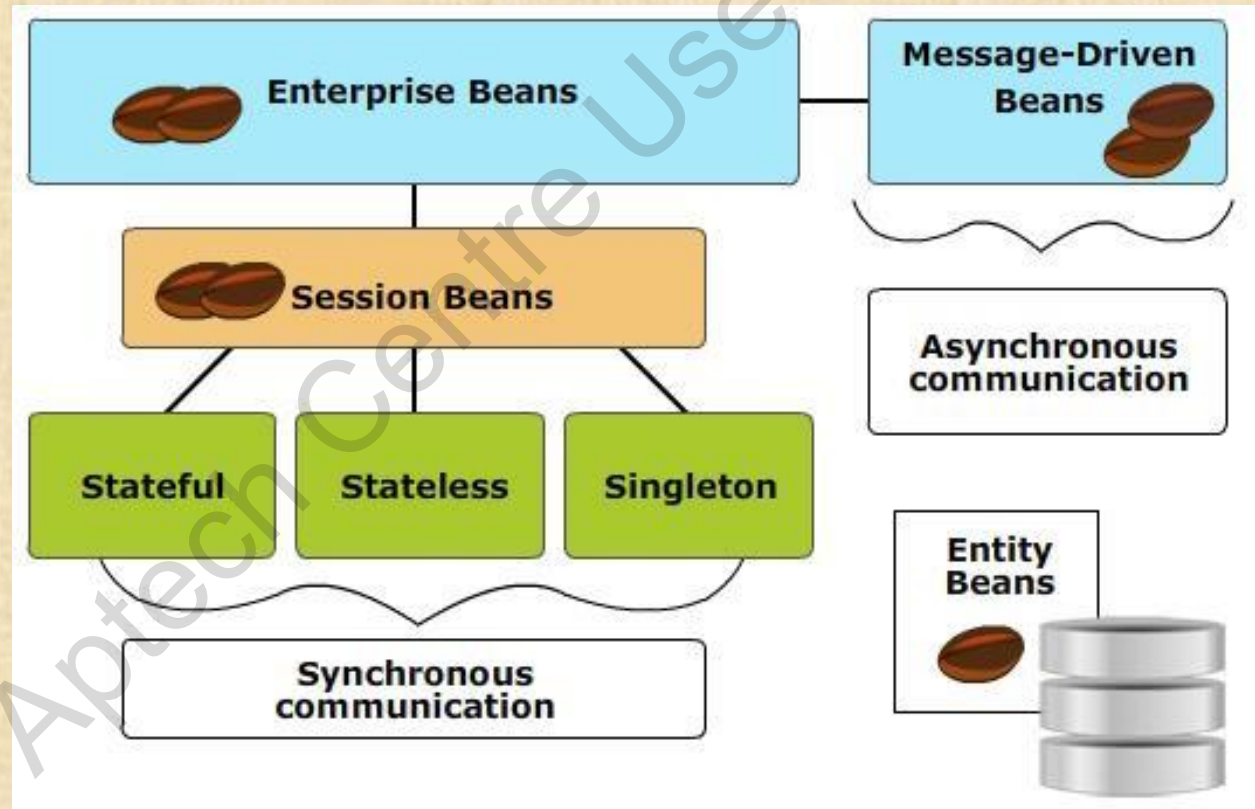 Enterprise Beans
Message-Driven
Beans
Session Beans
Asynchronous
communication
Stateful
Stateless
Singleton
Entity
Beans
Synchronous
communication
Aptech Centre Use